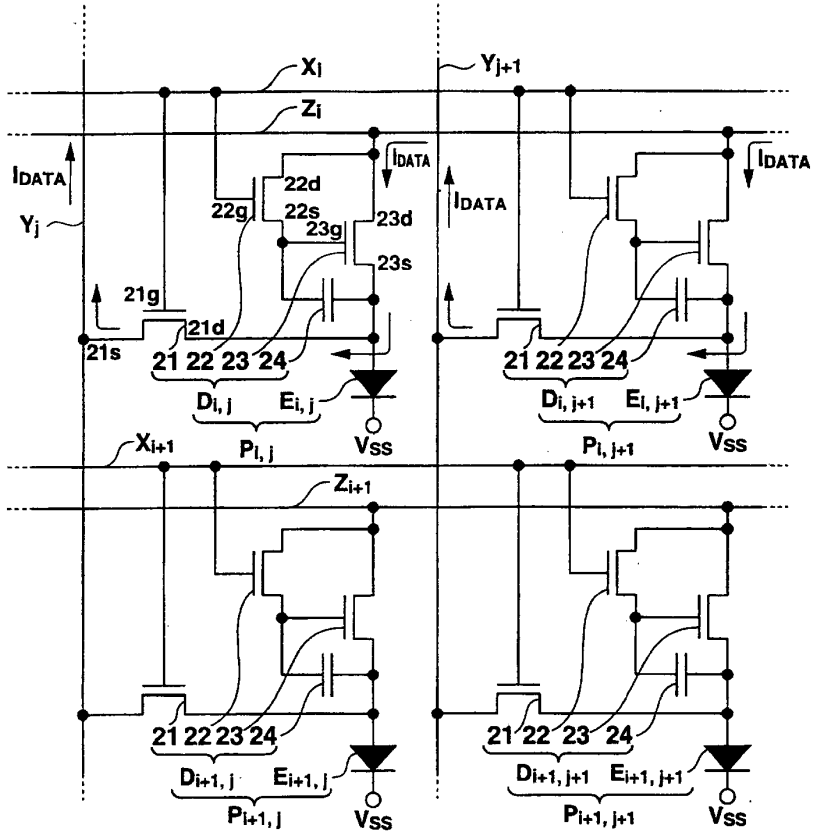 Xi
Yj+1
Zi
IDATA
IDATA
IDATA
IDATA
22d
22g
22s
23g
23d
Yj
23s
21g
21d
21s
21 22 23 24
21 22 23 24
Di, j
Ei, j
Di, j+1
Ei, j+1
Pi, j
VSS
Pi, j+1
VSS
Xi+1
Zi+1
21 22 23 24
21 22 23 24
Di+1, j
Ei+1, j
Di+1, j+1
Ei+1, j+1
Pi+1, j
VSS
Pi+1, j+1
VSS